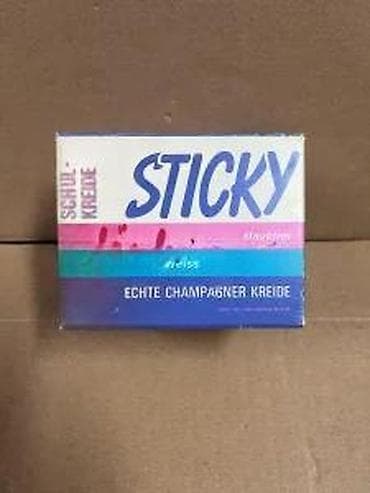 SCHUL-
KREIDE
STICKY
staubfrei
weiss
ECHTE CHAMPAGNER KREIDE